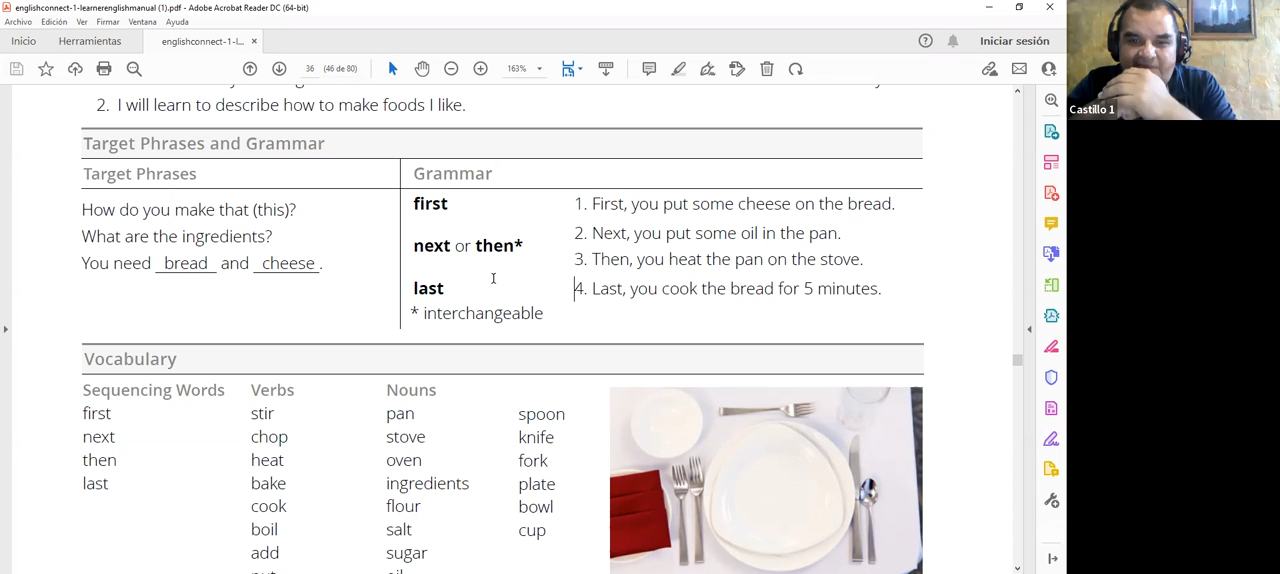 englishconnect-1-learnerenglishmanual (1).pdf - Adobe Acrobat Reader DC (64-bit)
Archivo Edición Ver Firmar Ventana Ayuda
Inicio Herramientas englishconnect-1-l... × Iniciar sesión
36 (46 de 80) 163%
2. I will learn to describe how to make foods I like.
Target Phrases and Grammar
Target Phrases
How do you make that (this)?
What are the ingredients?
You need bread and cheese.
Grammar
first
next or then*
last
* interchangeable
1. First, you put some cheese on the bread.
2. Next, you put some oil in the pan.
3. Then, you heat the pan on the stove.
4. Last, you cook the bread for 5 minutes.
Vocabulary
Sequencing Words
first
next
then
last
Verbs
stir
chop
heat
bake
cook
boil
add
Nouns
pan
stove
oven
ingredients
flour
salt
sugar
spoon
knife
fork
plate
bowl
cup
Castillo 1